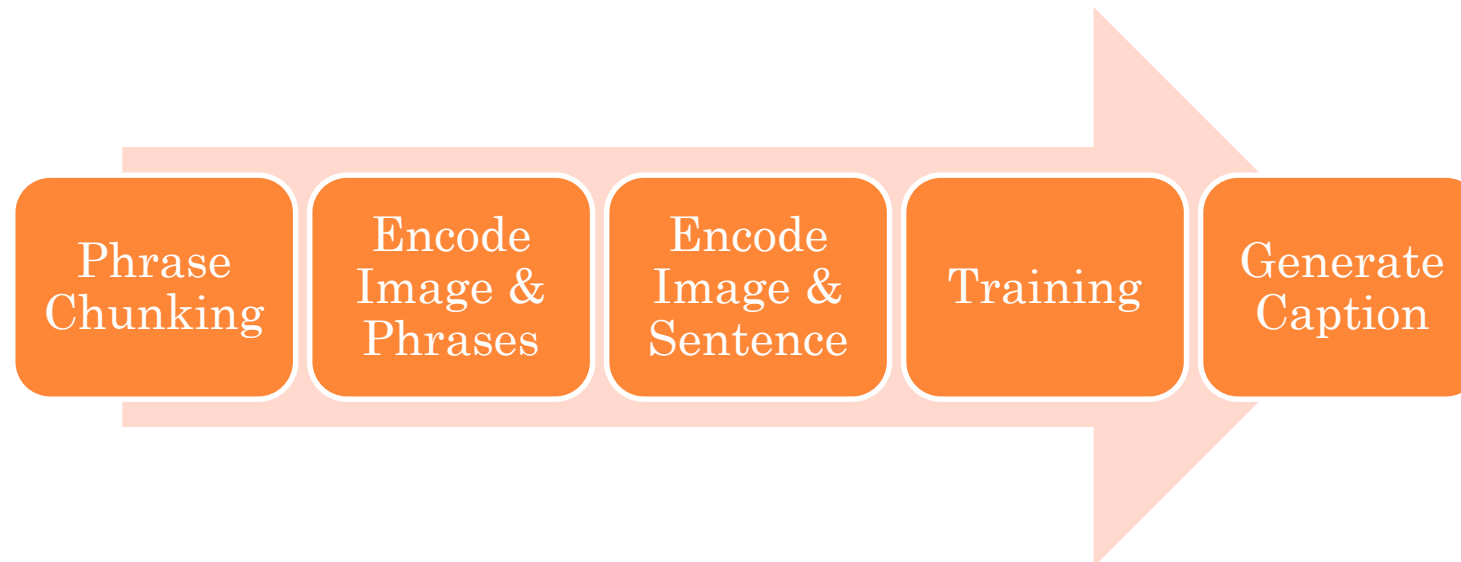 Phrase
Chunking
Encode
Image &
Phrases
Encode
Image &
Sentence
Training
Generate
Caption